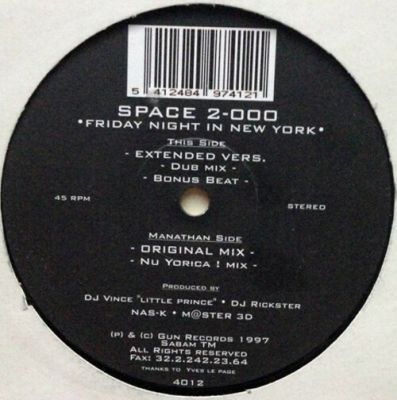 5 412484 974121
SPACE 2-000
•FRIDAY NIGHT IN NEW YORK•
THIS SIDE
- EXTENDED VERS. -
- DUB MIX -
- BONUS BEAT -
45 RPM
STEREO
MANATHAN SIDE
- ORIGINAL MIX -
- NU YORICA ! MIX -
PRODUCED BY
DJ VINCE "LITTLE PRINCE" • DJ RICKSTER
NAS-K • M@STER 3D
(P) & (C) GUN RECORDS 1997
SABAM TM
ALL RIGHTS RESERVED
FAX: 32.2.242.23.64
THANKS TO YVES LE PAGE
4012